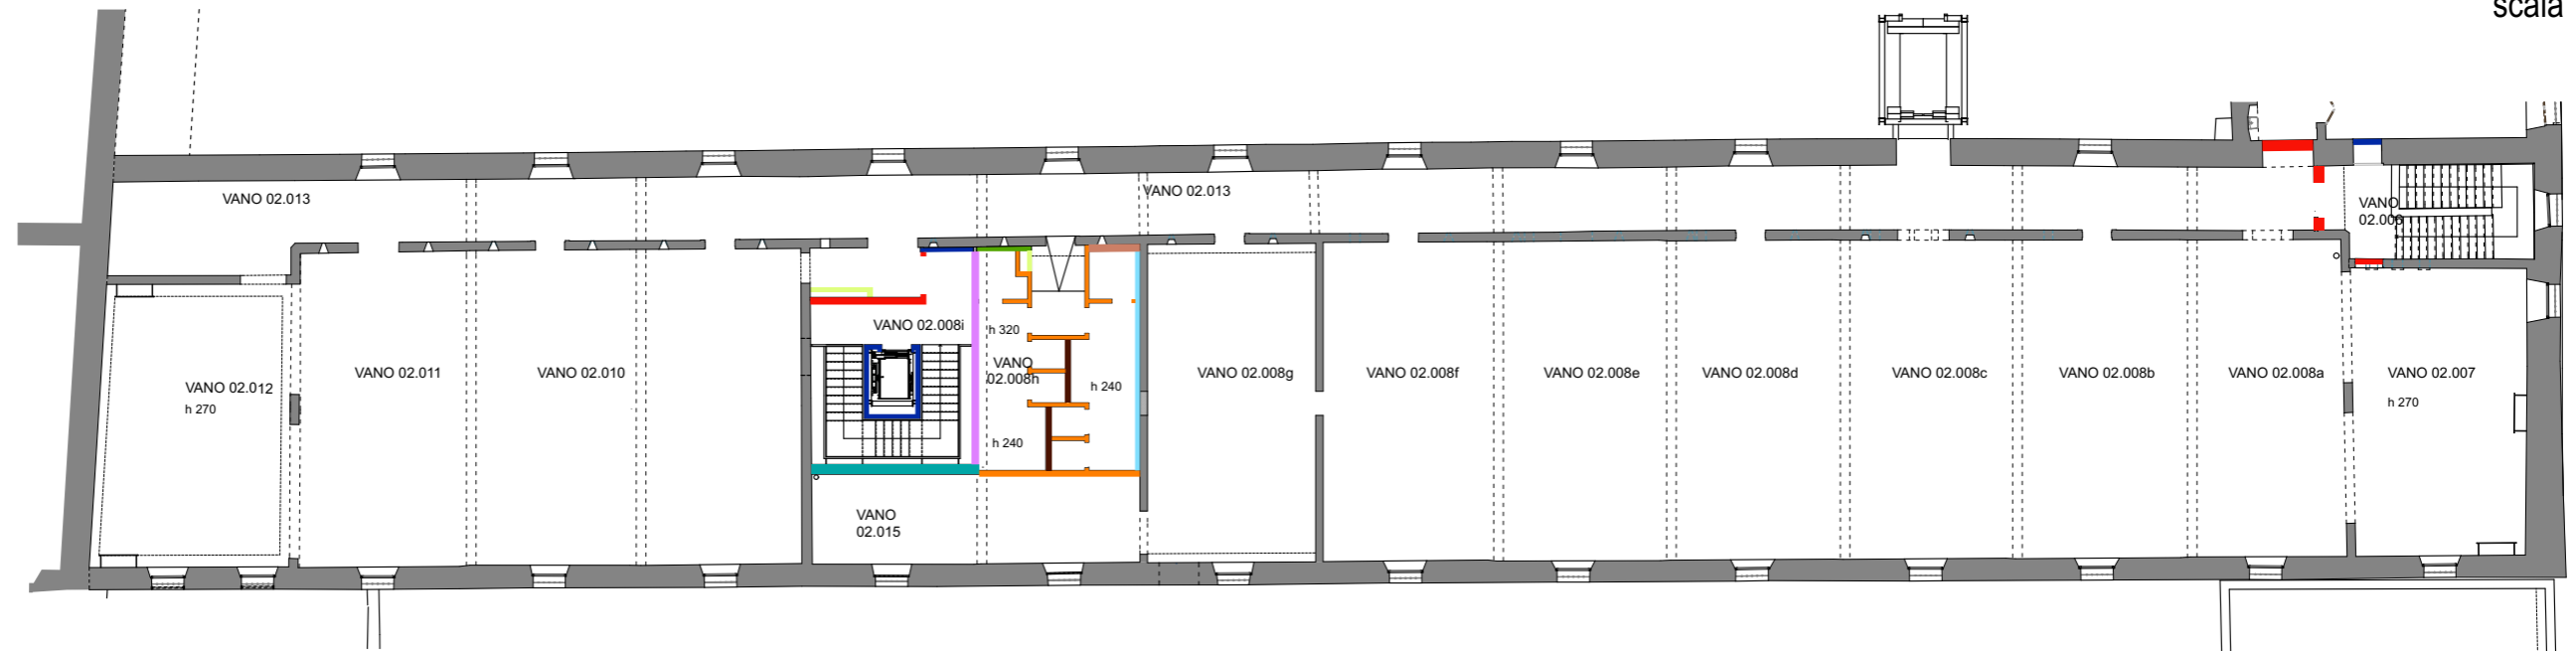 scala
VANO 02.013
VANO 02.013
VANO
02.006
VANO 02.008i
h 320
VANO
02.008h
h 240
h 240
VANO 02.012
h 270
VANO 02.011
VANO 02.010
VANO 02.008g
VANO 02.008f
VANO 02.008e
VANO 02.008d
VANO 02.008c
VANO 02.008b
VANO 02.008a
VANO 02.007
h 270
VANO
02.015